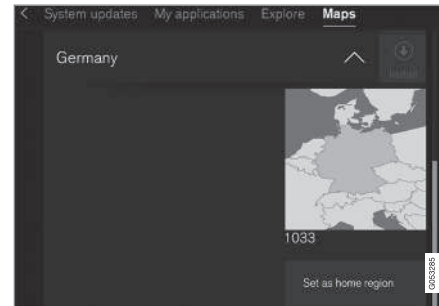 < System updates My applications Explore Maps
Germany
Install
1033
Set as home region
G053285